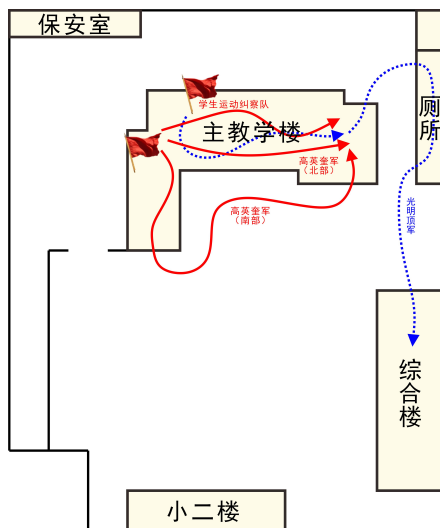 保安室
学生运动纠察队
主教学楼
厕
所
高英奎军
（北部）
高英奎军
（南部）
光
明
顶
军
综
合
楼
小二楼